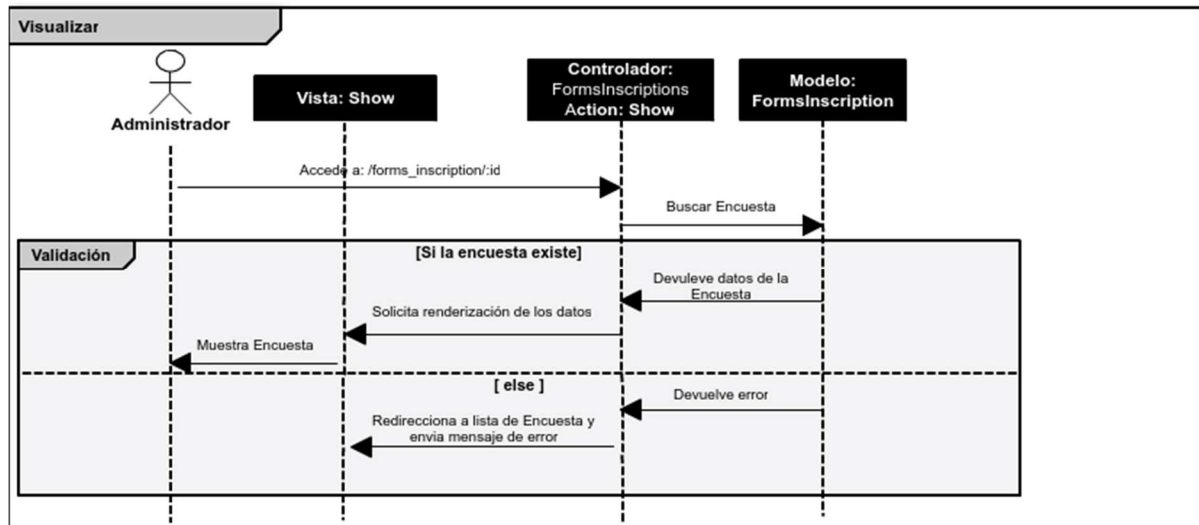 Visualizar
Administrador
Vista: Show
Controlador:
FormsInscriptions
Action: Show
Modelo:
FormsInscription
Accede a: /forms_inscription/:id
Buscar Encuesta
Validación
[Si la encuesta existe]
Devuleve datos de la
Encuesta
Solicita renderización de los datos
Muestra Encuesta
[ else ]
Devuelve error
Redirecciona a lista de Encuesta y
envia mensaje de error